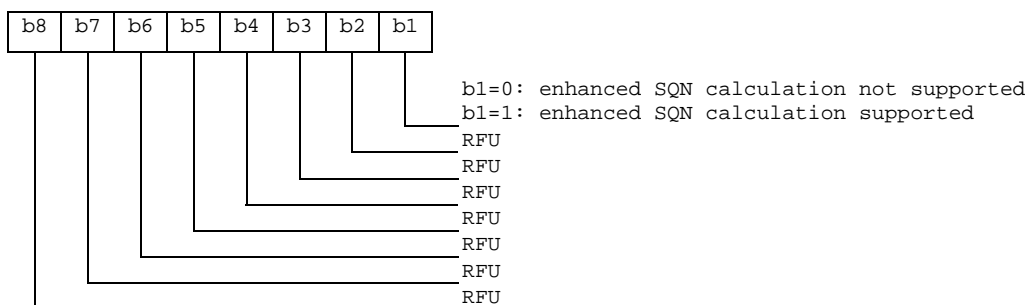 b8 b7 b6 b5 b4 b3 b2 b1
b1=0: enhanced SQN calculation not supported
b1=1: enhanced SQN calculation supported
RFU
RFU
RFU
RFU
RFU
RFU
RFU